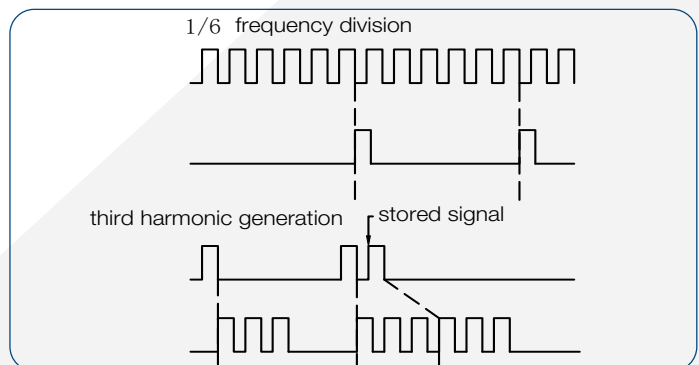 1/6 frequency division
third harmonic generation
stored signal